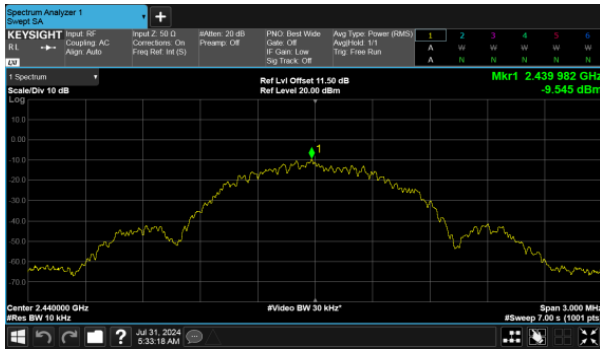 Spectrum Analyzer 1
Swept SA
KEYSIGHT
RL
Input: RF
Coupling: AC
Align: Auto
Input Z: 50 Ω
Corrections: On
Freq Ref: Int (S)
#Atten: 20 dB
Preamp: Off
PNO: Best Wide
Gate: Off
IF Gain: Low
Sig Track: Off
Avg Type: Power (RMS)
Avg|Hold: 1/1
Trig: Free Run
1 2 3 4 5 6
A W W W W W
A N N N N N
1 Spectrum
Scale/Div 10 dB
Ref Lvl Offset 11.50 dB
Ref Level 20.00 dBm
Mkr1 2.439 982 GHz
-9.545 dBm
Log
10.0
0.00
-10.0
-20.0
-30.0
-40.0
-50.0
-60.0
-70.0
1
Center 2.440000 GHz
#Res BW 10 kHz
#Video BW 30 kHz*
Span 3.000 MHz
#Sweep 7.00 s (1001 pts)
Jul 31, 2024
5:33:18 AM